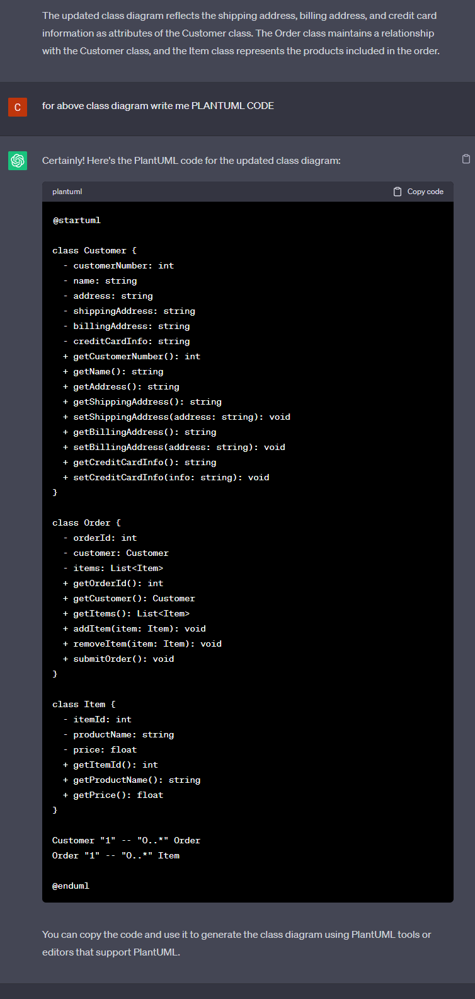 The updated class diagram reflects the shipping address, billing address, and credit card
information as attributes of the Customer class. The Order class maintains a relationship
with the Customer class, and the Item class represents the products included in the order.
C
for above class diagram write me PLANTUML CODE
Certainly! Here's the PlantUML code for the updated class diagram:
plantuml
Copy code
@startuml
class Customer {
  - customerNumber: int
  - name: string
  - address: string
  - shippingAddress: string
  - billingAddress: string
  - creditCardInfo: string
  + getCustomerNumber(): int
  + getName(): string
  + getAddress(): string
  + getShippingAddress(): string
  + setShippingAddress(address: string): void
  + getBillingAddress(): string
  + setBillingAddress(address: string): void
  + getCreditCardInfo(): string
  + setCreditCardInfo(info: string): void
}
class Order {
  - orderId: int
  - customer: Customer
  - items: List<Item>
  + getOrderId(): int
  + getCustomer(): Customer
  + getItems(): List<Item>
  + addItem(item: Item): void
  + removeItem(item: Item): void
  + submitOrder(): void
}
class Item {
  - itemId: int
  - productName: string
  - price: float
  + getItemId(): int
  + getProductName(): string
  + getPrice(): float
}
Customer "1" -- "0..*" Order
Order "1" -- "0..*" Item
@enduml
You can copy the code and use it to generate the class diagram using PlantUML tools or
editors that support PlantUML.